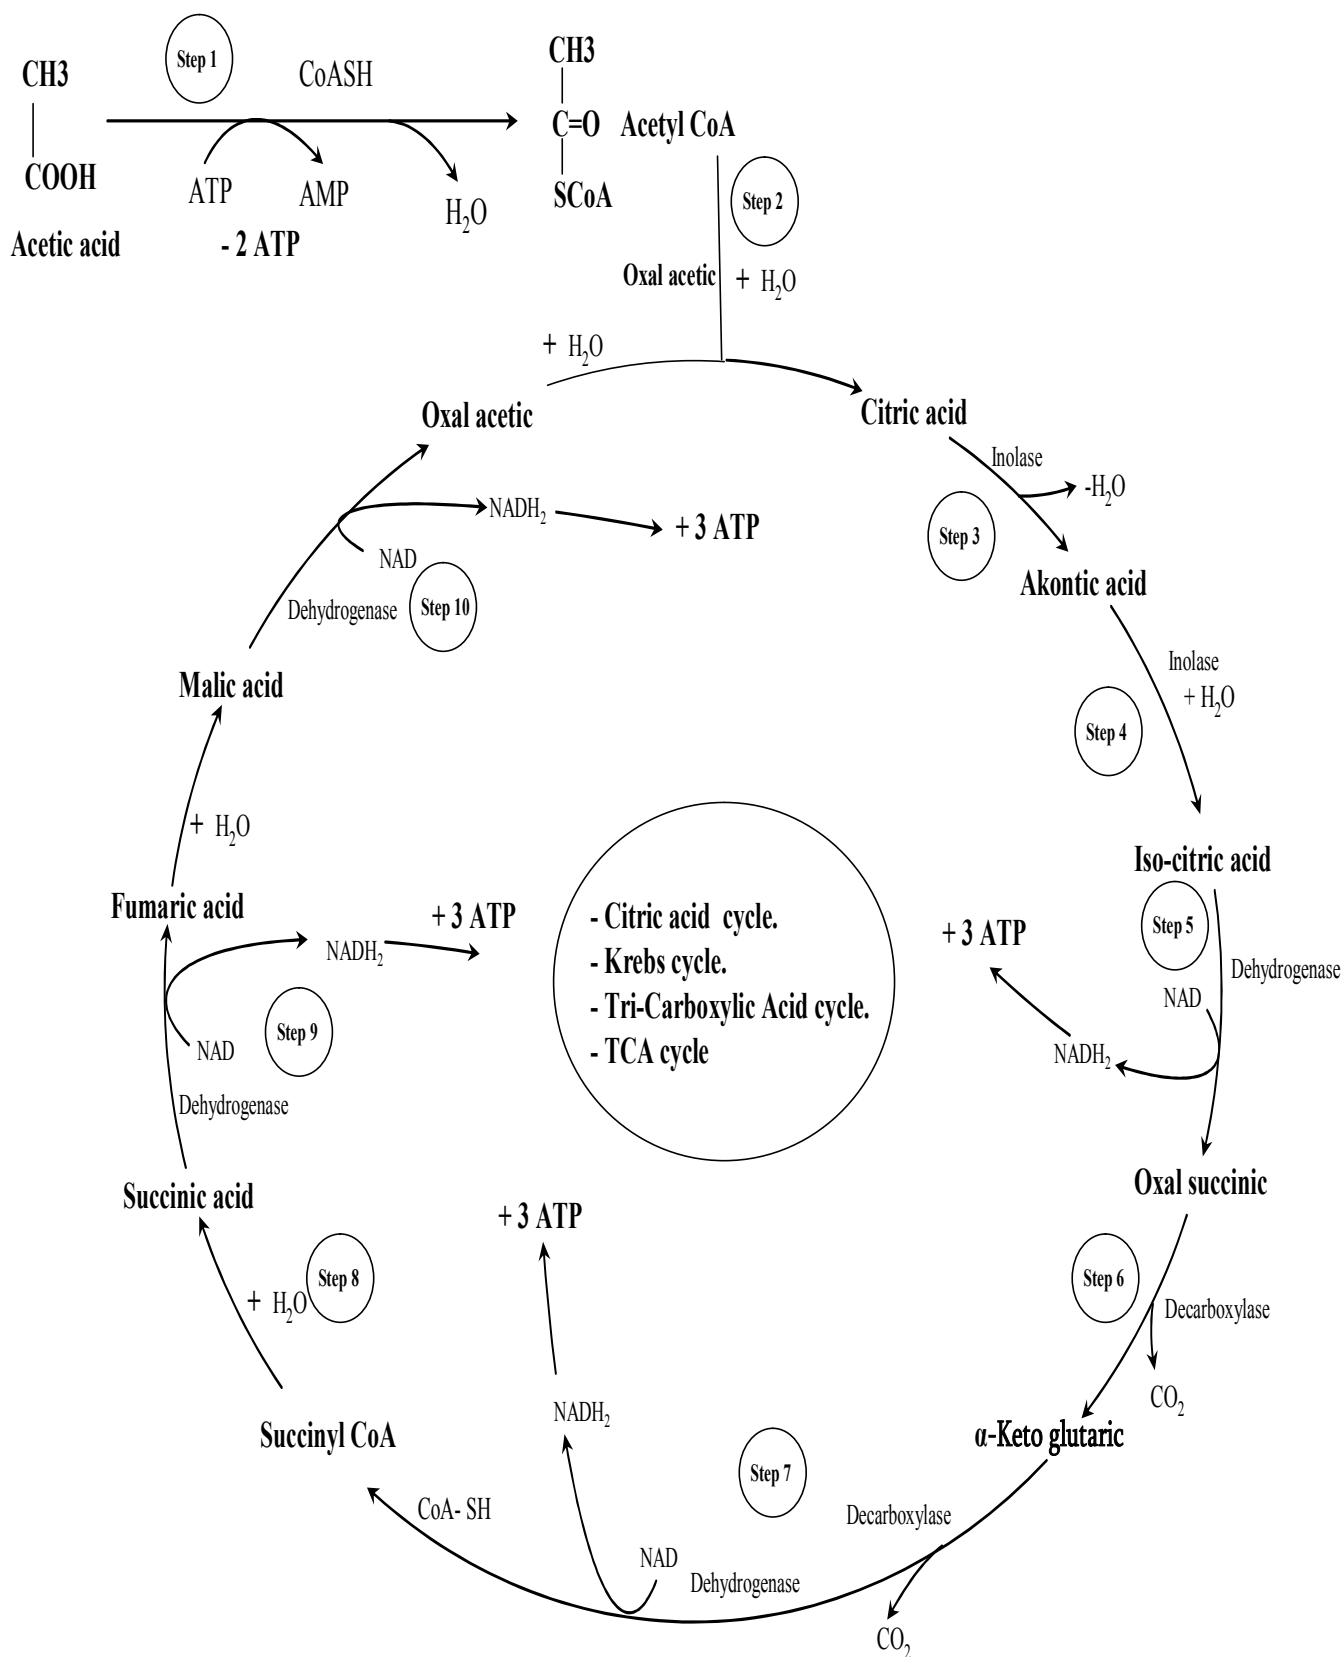 Step 1
CoASH
CH3
COOH
Acetic acid
ATP
AMP
- 2 ATP
H₂O
CH3
C=O
SCoA
Acetyl CoA
Step 2
Oxal acetic
+ H₂O
+ H₂O
Oxal acetic
Citric acid
Inolase
-H₂O
Step 3
Akontic acid
Inolase
+ H₂O
Step 4
Iso-citric acid
Step 5
Dehydrogenase
NAD
NADH₂
+ 3 ATP
Oxal succinic
Step 6
Decarboxylase
CO₂
α-Keto glutaric
Step 7
Decarboxylase
CO₂
Dehydrogenase
NAD
NADH₂
+ 3 ATP
CoA- SH
Succinyl CoA
Step 8
+ H₂O
Succinic acid
Dehydrogenase
Step 9
NAD
NADH₂
+ 3 ATP
Fumaric acid
+ H₂O
Malic acid
Dehydrogenase
Step 10
NAD
NADH₂
+ 3 ATP
- Citric acid cycle.
- Krebs cycle.
- Tri-Carboxylic Acid cycle.
- TCA cycle